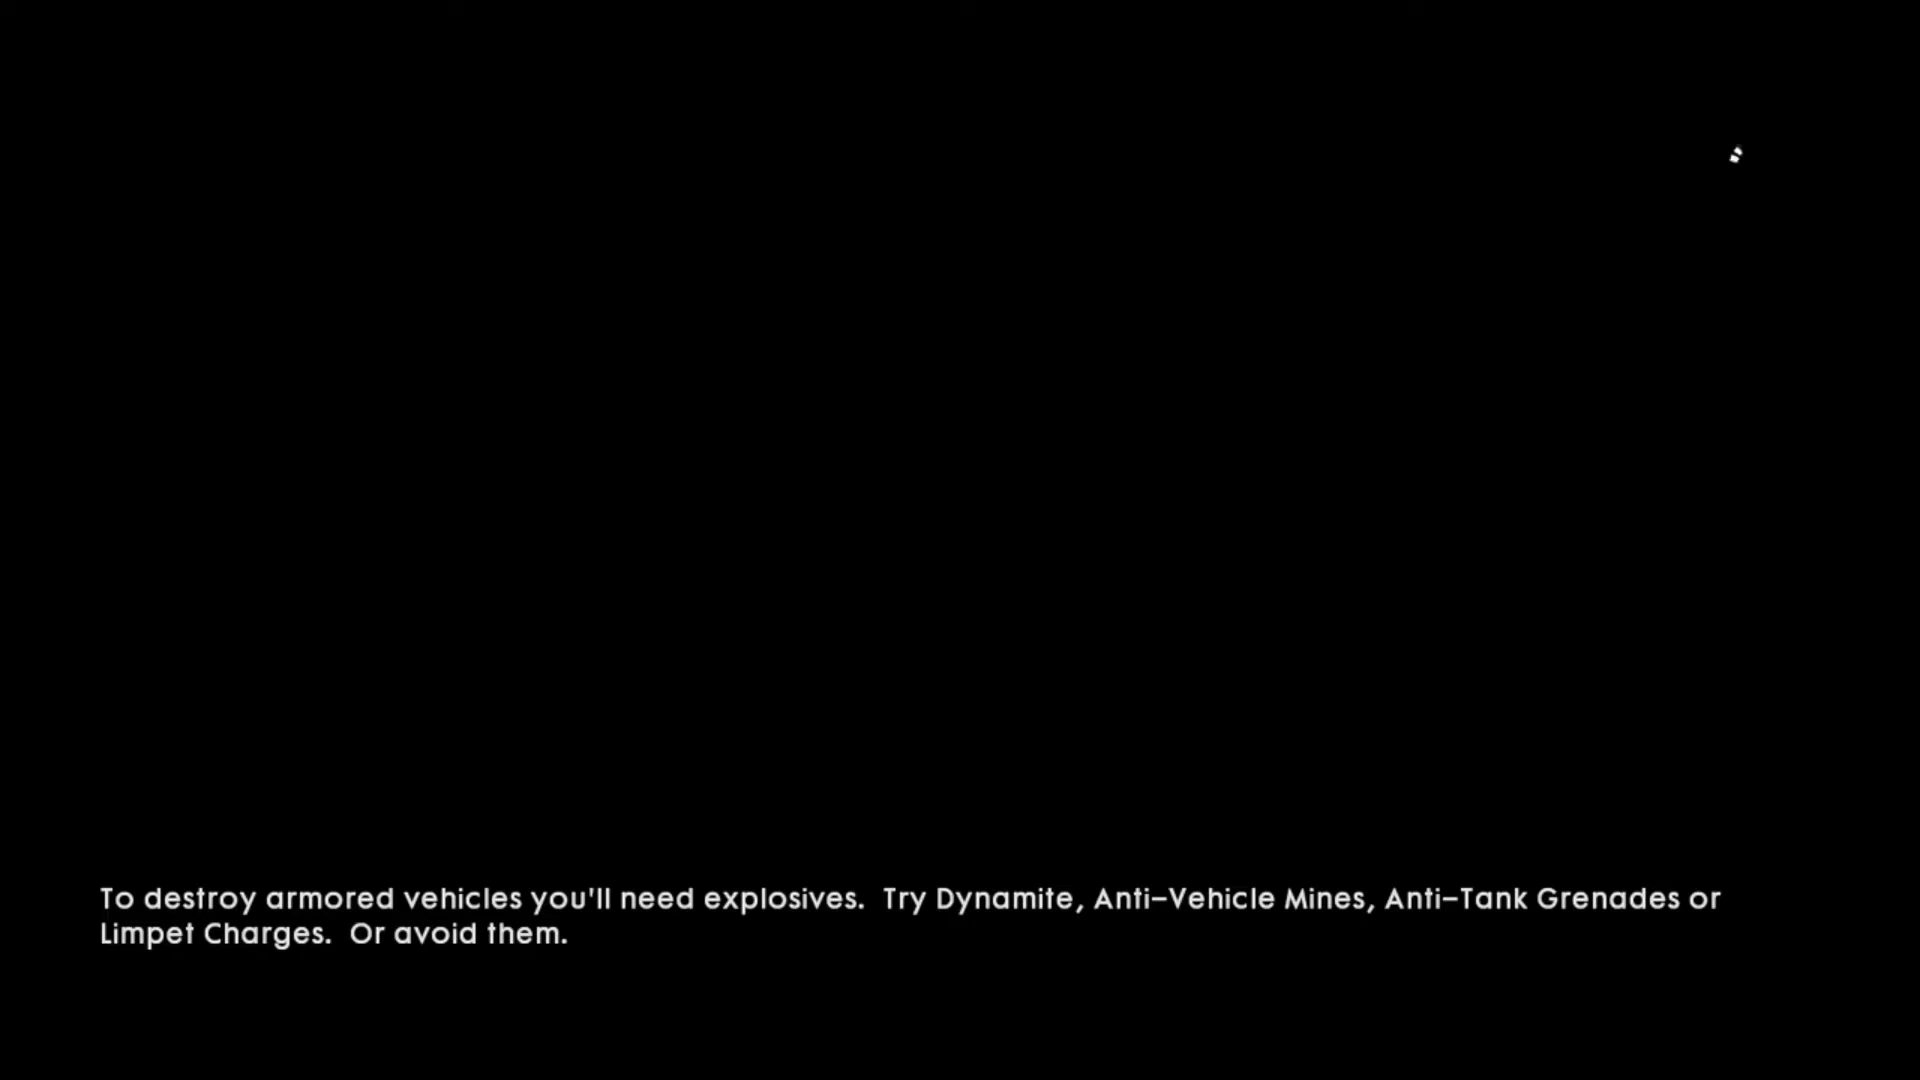 To destroy armored vehicles you'll need explosives.  Try Dynamite, Anti-Vehicle Mines, Anti-Tank Grenades or
Limpet Charges.  Or avoid them.